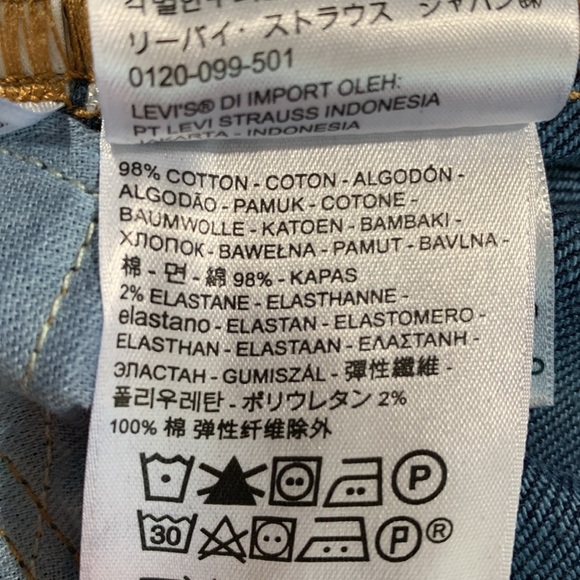 リーバイ・ストラウス ジャパン㈱
0120-099-501
LEVI'S® DI IMPORT OLEH:
PT LEVI STRAUSS INDONESIA
JAKARTA - INDONESIA
98% COTTON - COTON - ALGODÓN -
ALGODÃO - PAMUK - COTONE -
BAUMWOLLE - KATOEN - BAMBAKI -
ХЛОПОК - BAWEŁNA - PAMUT - BAVLNA -
棉 - 면 - 綿 98% - KAPAS
2% ELASTANE - ELASTHANNE -
elastano - ELASTAN - ELASTOMERO -
ELASTHAN - ELASTAAN - ΕΛΑΣΤΑΝΗ -
ЭЛАСТАН - GUMISZÁL - 彈性纖維 -
폴리우레탄 - ポリウレタン 2%
100% 棉 弹性纤维除外
P
30 P®